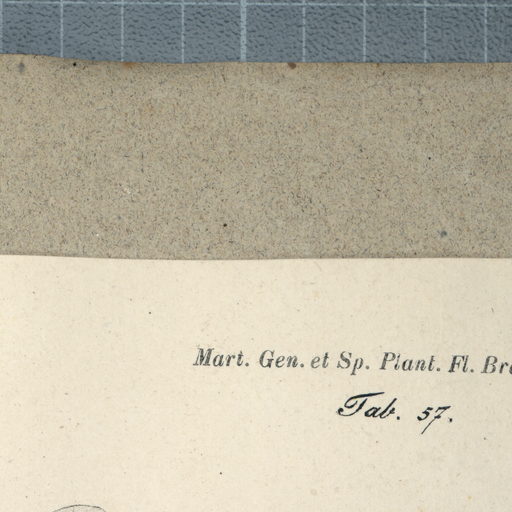 Mart. Gen. et Sp. Plant. Fl. Br
Tab. 57.